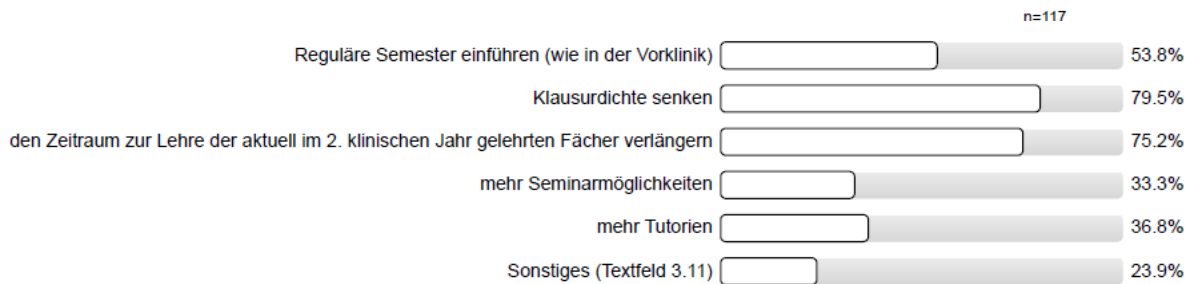 n=117
Reguläre Semester einführen (wie in der Vorklinik) 53.8%
Klausurdichte senken 79.5%
den Zeitraum zur Lehre der aktuell im 2. klinischen Jahr gelehrten Fächer verlängern 75.2%
mehr Seminarmöglichkeiten 33.3%
mehr Tutorien 36.8%
Sonstiges (Textfeld 3.11) 23.9%